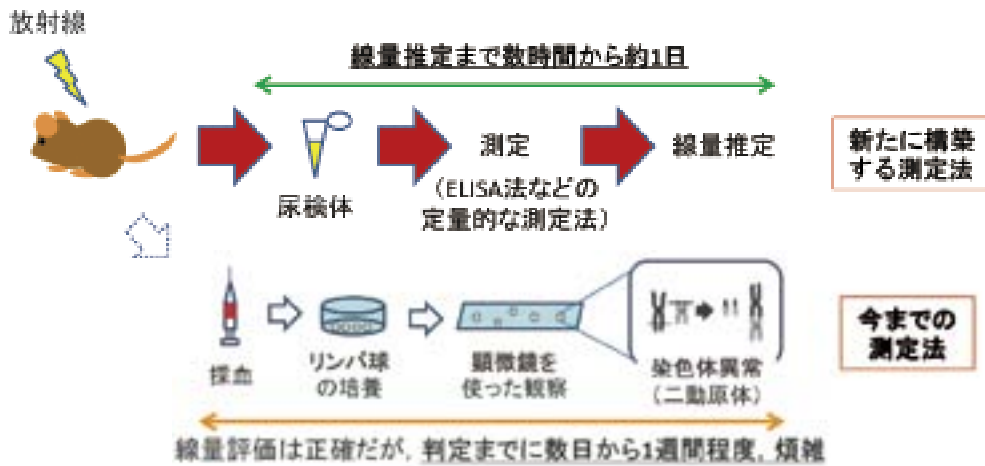 放射線
線量推定まで数時間から約1日
尿検体
測定
（ELISA法などの
定量的な測定法）
線量推定
新たに構築
する測定法
採血
リンパ球
の培養
顕微鏡を
使った観察
染色体異常
（二動原体）
今までの
測定法
線量評価は正確だが，判定までに数日から1週間程度，煩雑